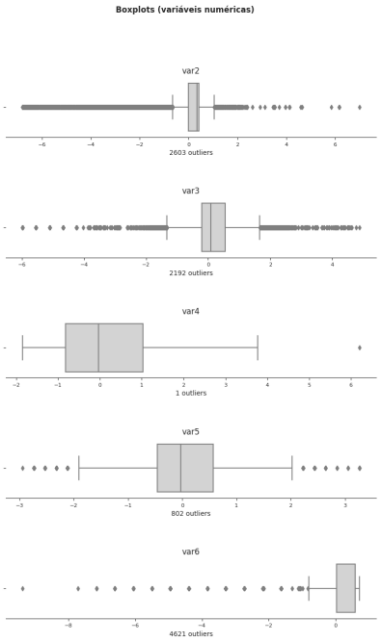 Boxplots (variáveis numéricas)
var2
−6 −4 −2 0 2 4 6
2603 outliers
var3
−6 −4 −2 0 2 4
2192 outliers
var4
−2 −1 0 1 2 3 4 5 6
1 outliers
var5
−3 −2 −1 0 1 2 3
802 outliers
var6
−8 −6 −4 −2 0
4621 outliers